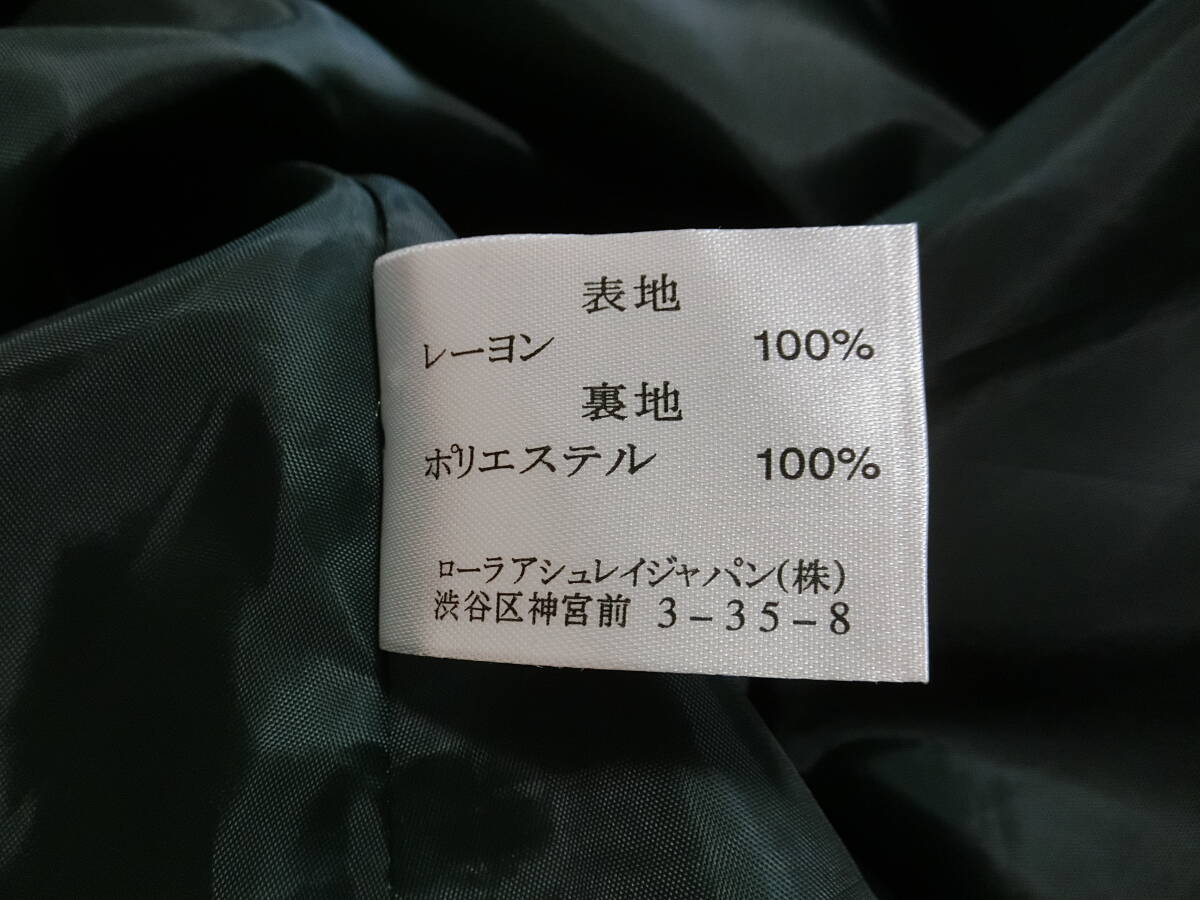 表地
レーヨン 100%
裏地
ポリエステル 100%
ローラアシュレイジャパン(株)
渋谷区神宮前 3-35-8